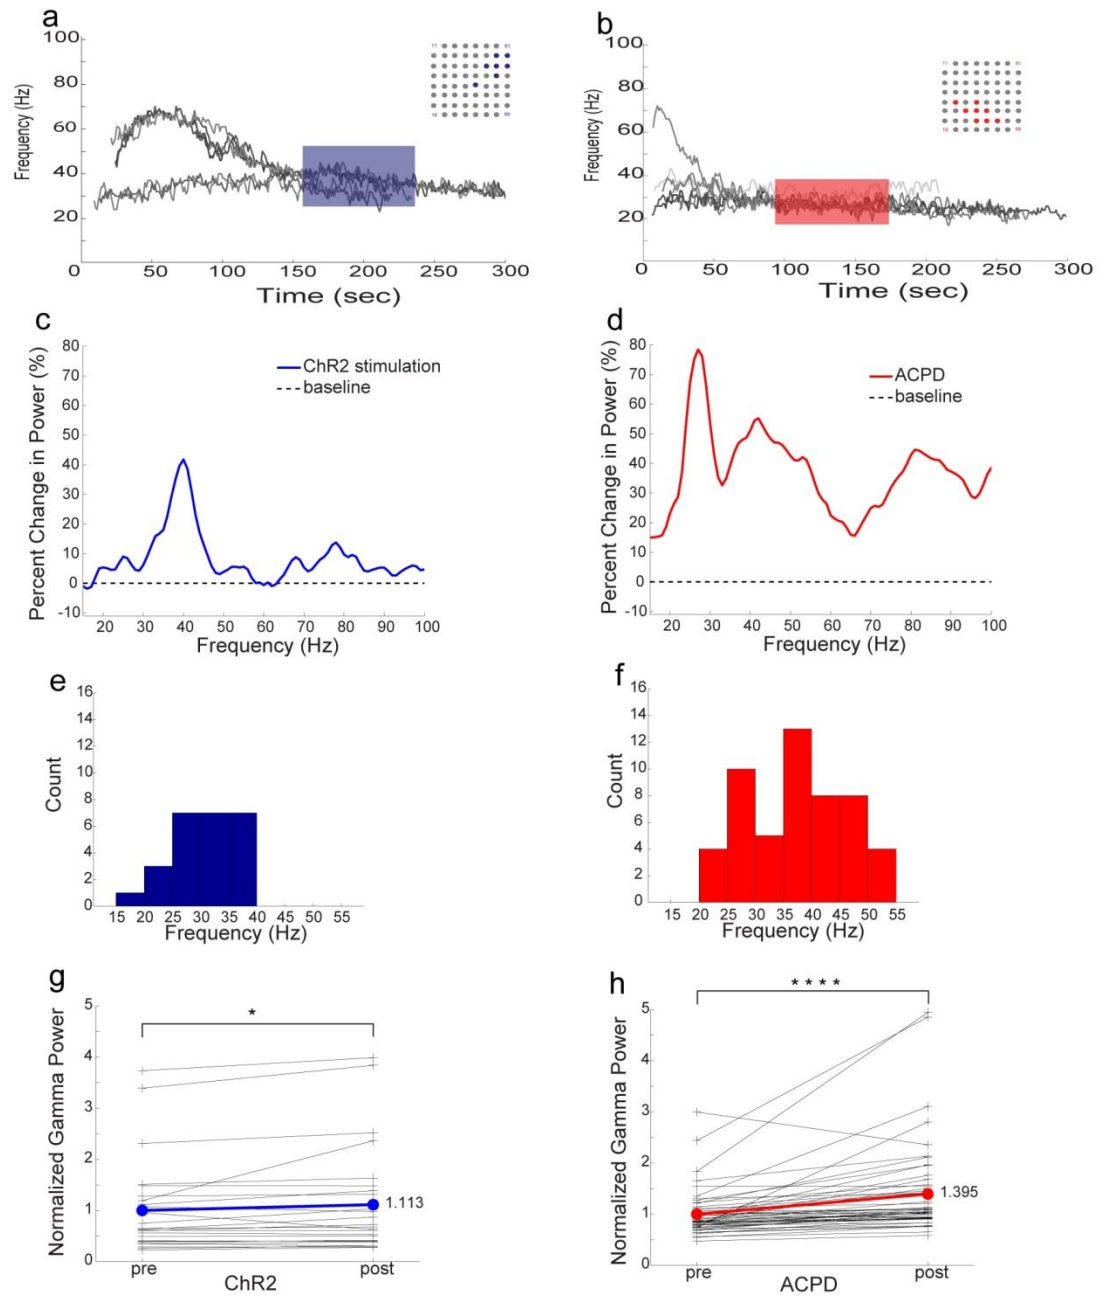 a
Frequency (Hz)
100
80
60
40
20
0 50 100 150 200 250 300
Time (sec)
b
Frequency (Hz)
100
80
60
40
20
0 50 100 150 200 250 300
Time (sec)
c
Percent Change in Power (%)
80
70
60
50
40
30
20
10
0
-10
ChR2 stimulation
baseline
20 30 40 50 60 70 80 90 100
Frequency (Hz)
d
Percent Change in Power (%)
80
70
60
50
40
30
20
10
0
-10
ACPD
baseline
20 30 40 50 60 70 80 90 100
Frequency (Hz)
e
Count
16
14
12
10
8
6
4
2
0
15 20 25 30 35 40 45 50 55
Frequency (Hz)
f
Count
16
14
12
10
8
6
4
2
0
15 20 25 30 35 40 45 50 55
Frequency (Hz)
g
Normalized Gamma Power
5
4
3
2
1
0
*
1.113
pre post
ChR2
h
Normalized Gamma Power
5
4
3
2
1
0
* * * *
1.395
pre post
ACPD